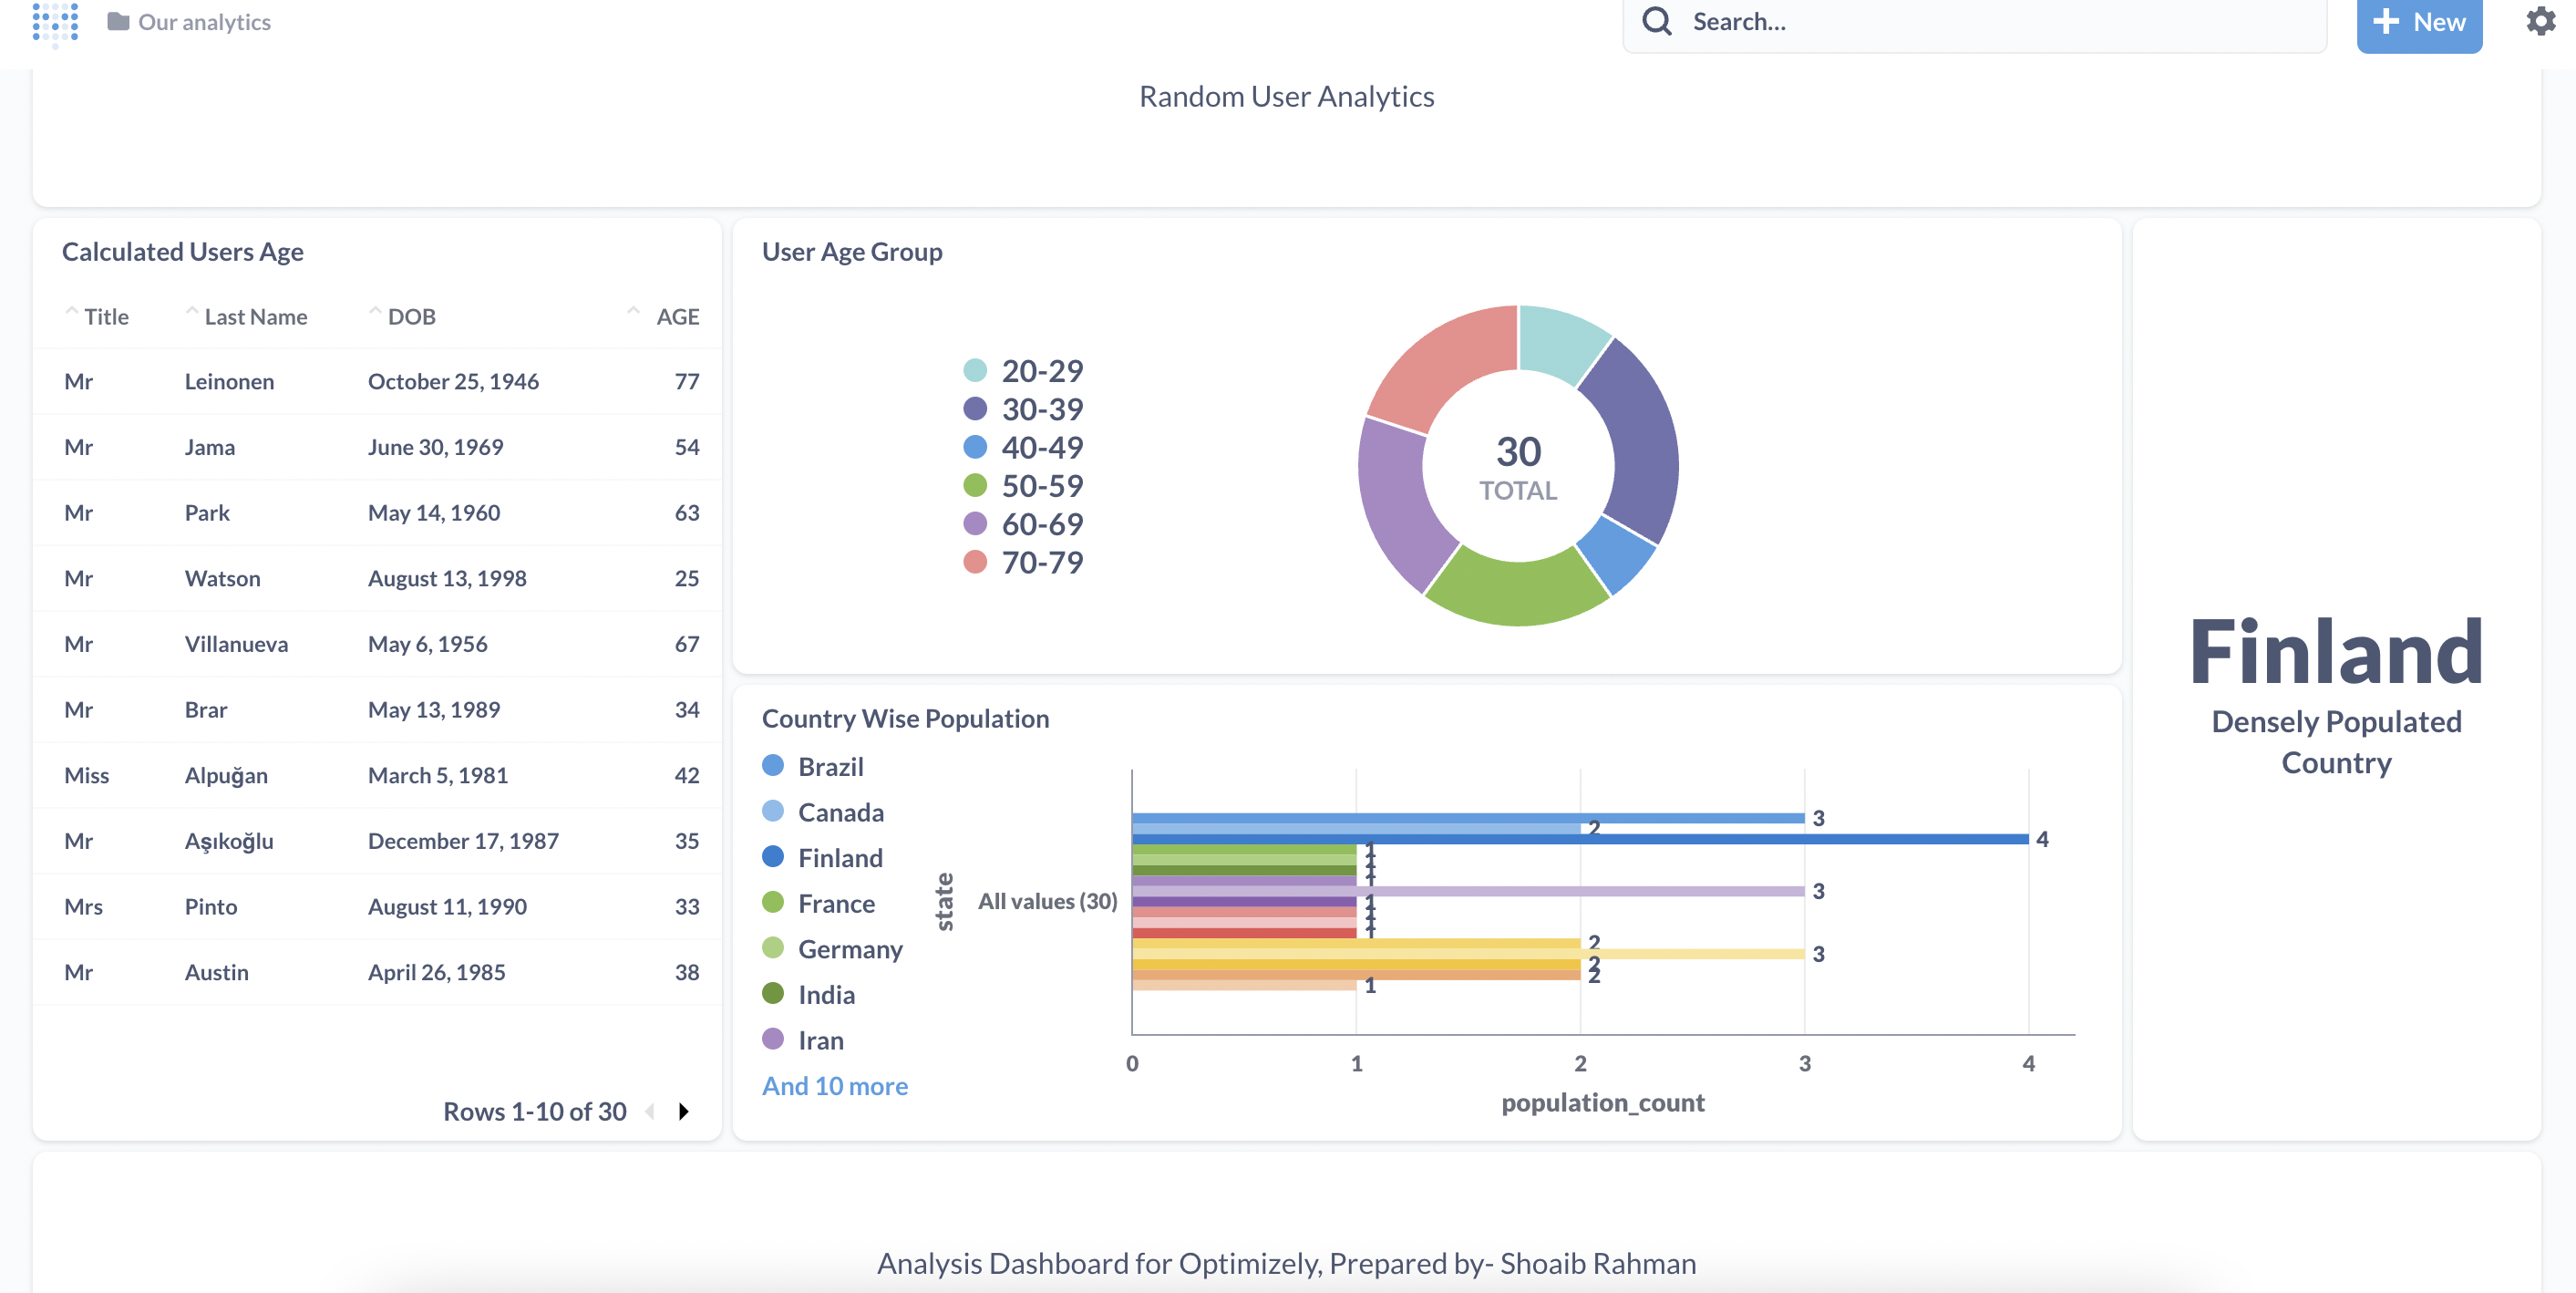 Our analytics
Search...
New
Random User Analytics
Calculated Users Age
Title Last Name DOB AGE
Mr Leinonen October 25, 1946 77
Mr Jama June 30, 1969 54
Mr Park May 14, 1960 63
Mr Watson August 13, 1998 25
Mr Villanueva May 6, 1956 67
Mr Brar May 13, 1989 34
Miss Alpuğan March 5, 1981 42
Mr Aşıkoğlu December 17, 1987 35
Mrs Pinto August 11, 1990 33
Mr Austin April 26, 1985 38
Rows 1-10 of 30
User Age Group
20-29
30-39
40-49
50-59
60-69
70-79
30
TOTAL
Country Wise Population
Brazil
Canada
Finland
France
Germany
India
Iran
And 10 more
state
All values (30)
3
2
4
1
1
1
3
1
1
1
2
3
2
2
1
0 1 2 3 4
population_count
Finland
Densely Populated
Country
Analysis Dashboard for Optimizely, Prepared by- Shoaib Rahman